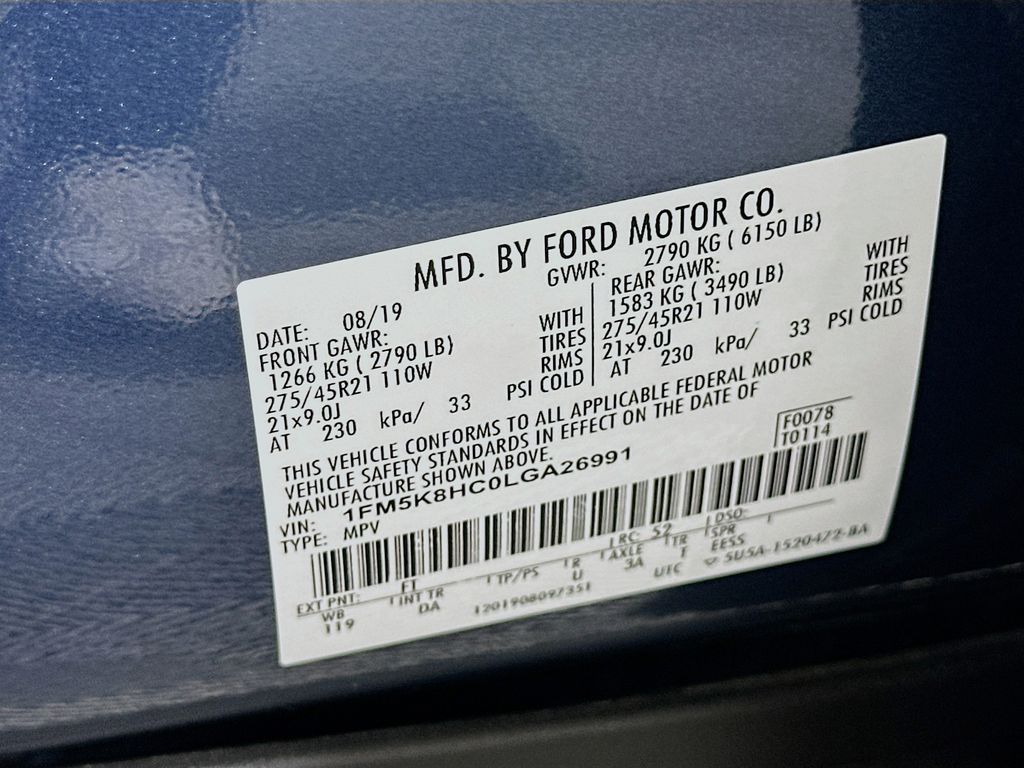 MFD. BY FORD MOTOR CO.
DATE: 08/19 GVWR: 2790 KG ( 6150 LB)
FRONT GAWR: WITH
1266 KG ( 2790 LB) TIRES
275/45R21 110W RIMS
21x9.0J PSI COLD
AT 230 kPa/ 33
REAR GAWR: WITH
1583 KG ( 3490 LB) TIRES
275/45R21 110W RIMS
21x9.0J PSI COLD
AT 230 kPa/ 33
THIS VEHICLE CONFORMS TO ALL APPLICABLE FEDERAL MOTOR
VEHICLE SAFETY STANDARDS IN EFFECT ON THE DATE OF
MANUFACTURE SHOWN ABOVE.
F0078
T0114
VIN: 1FM5K8HC0LGA26991
TYPE: MPV
EXT PNT: FT RC: 52 DSO:
WB INT TR TP/PS R AXLE TR SPR
119 DA U 3A T EESS
1201908097351 UTC 5U5A-1520472-BA